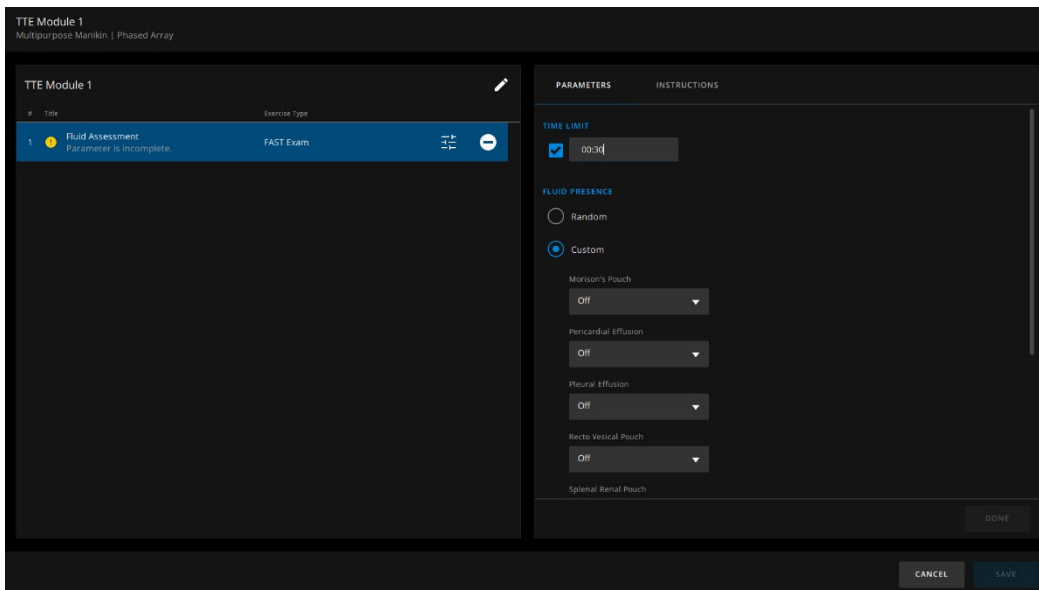 TTE Module 1
Multipurpose Manikin | Phased Array
TTE Module 1
# Title Exercise Type
1 Fluid Assessment FAST Exam
Parameter is incomplete.
PARAMETERS INSTRUCTIONS
TIME LIMIT
00:30
FLUID PRESENCE
Random
Custom
Morison's Pouch
Off
Pericardial Effusion
Off
Pleural Effusion
Off
Recto Vesical Pouch
Off
Splenal Renal Pouch
DONE
CANCEL SAVE